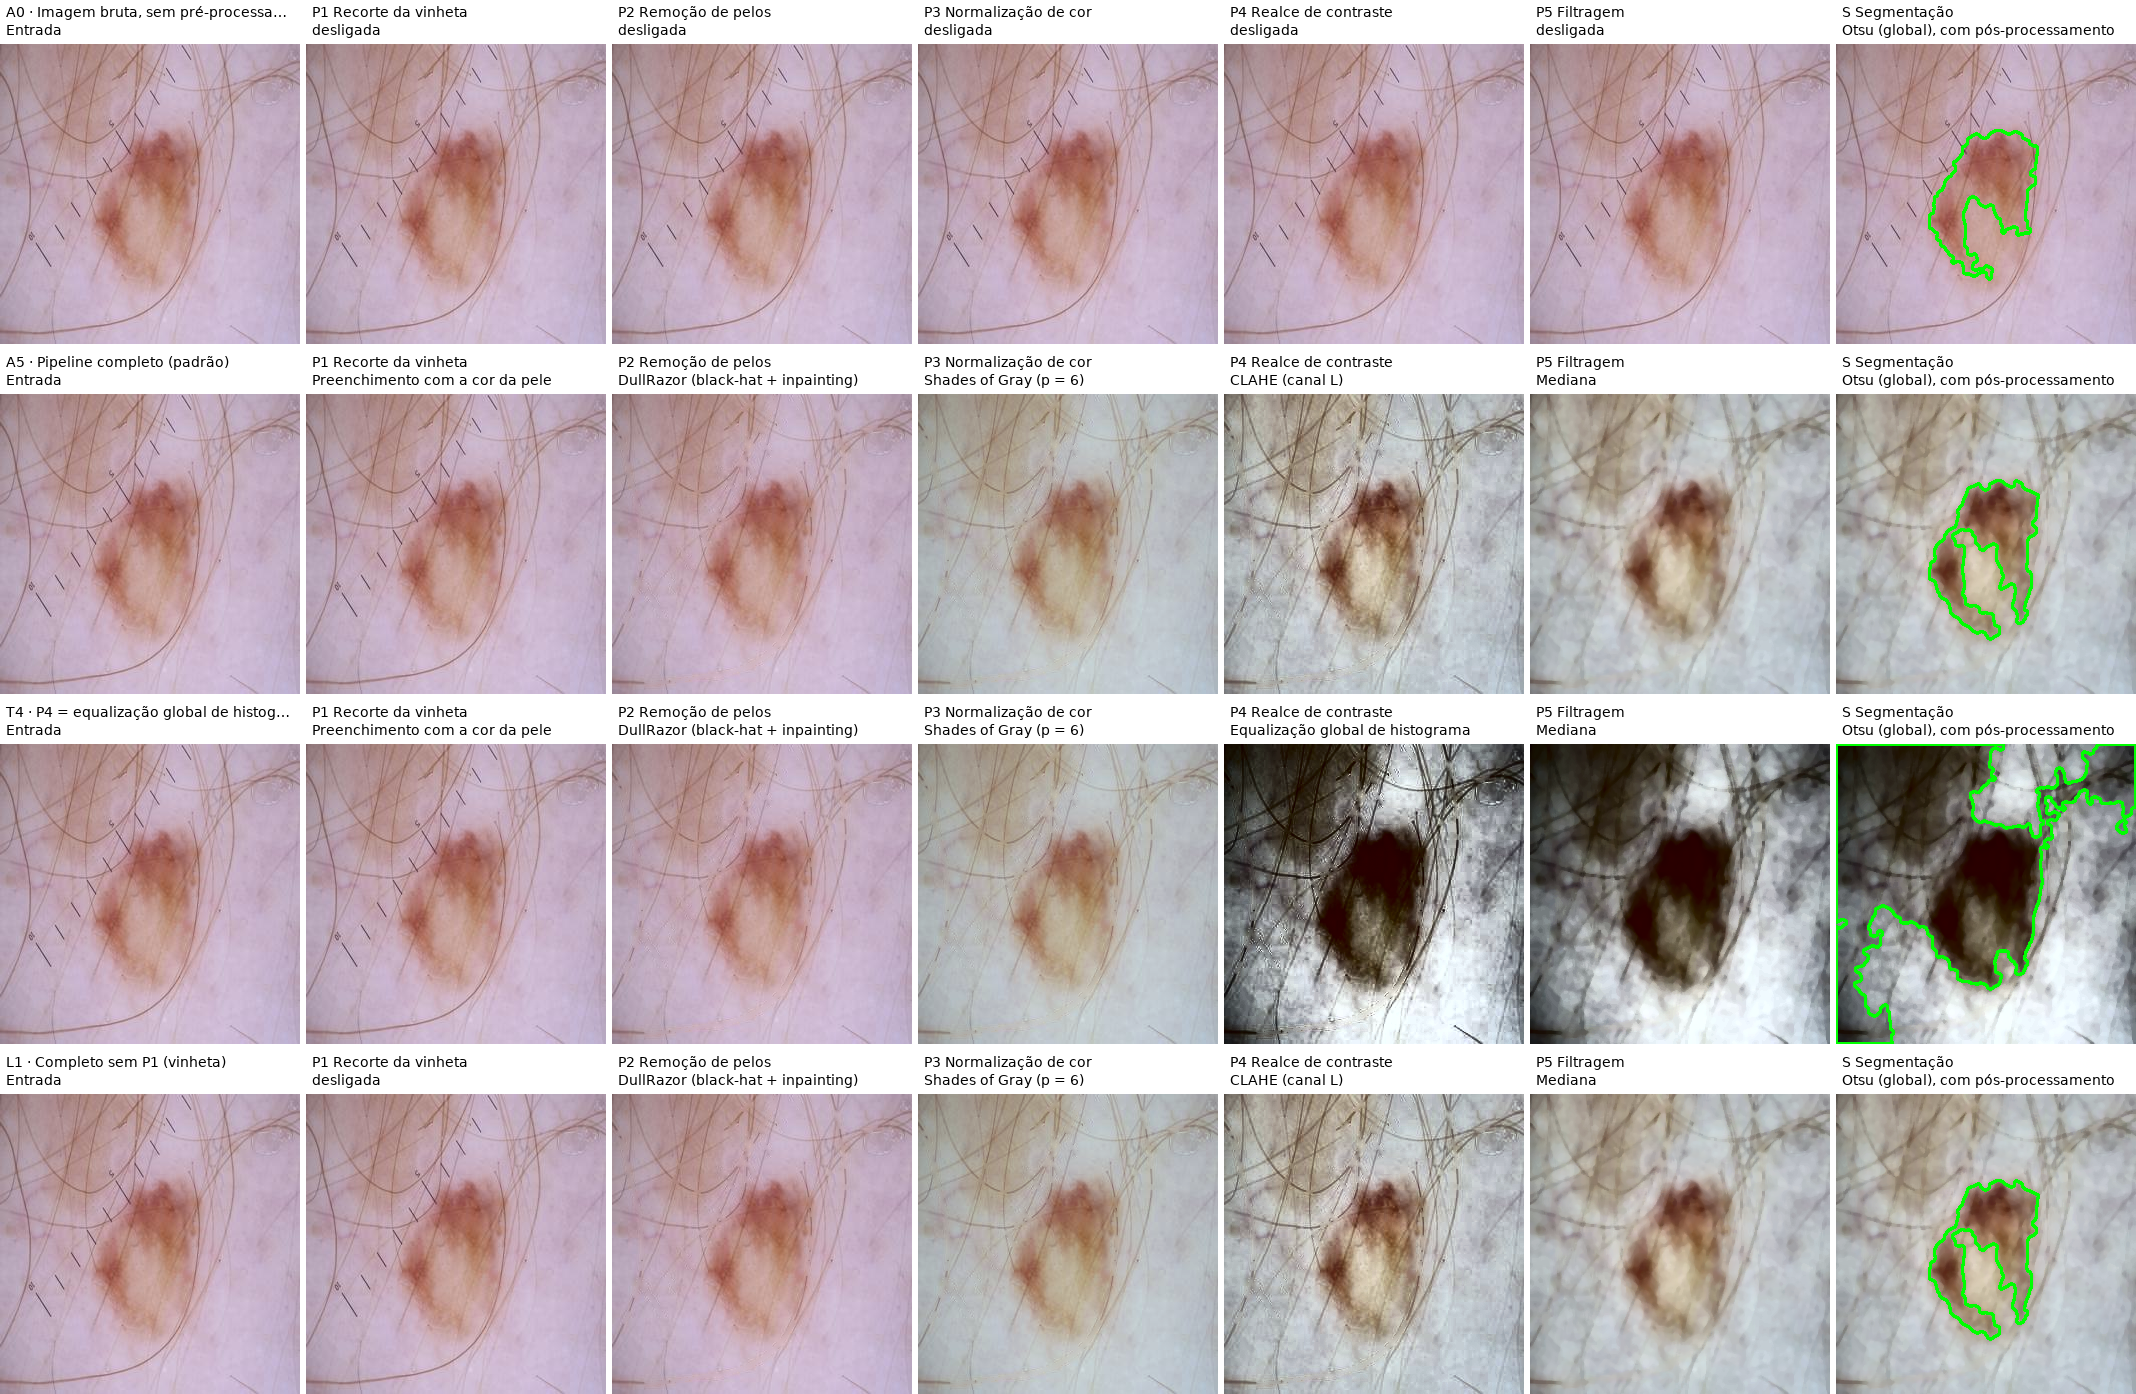 A0 · Imagem bruta, sem pré-processa...
Entrada
P1 Recorte da vinheta
desligada
P2 Remoção de pelos
desligada
P3 Normalização de cor
desligada
P4 Realce de contraste
desligada
P5 Filtragem
desligada
S Segmentação
Otsu (global), com pós-processamento
A5 · Pipeline completo (padrão)
Entrada
P1 Recorte da vinheta
Preenchimento com a cor da pele
P2 Remoção de pelos
DullRazor (black-hat + inpainting)
P3 Normalização de cor
Shades of Gray (p = 6)
P4 Realce de contraste
CLAHE (canal L)
P5 Filtragem
Mediana
S Segmentação
Otsu (global), com pós-processamento
T4 · P4 = equalização global de histog...
Entrada
P1 Recorte da vinheta
Preenchimento com a cor da pele
P2 Remoção de pelos
DullRazor (black-hat + inpainting)
P3 Normalização de cor
Shades of Gray (p = 6)
P4 Realce de contraste
Equalização global de histograma
P5 Filtragem
Mediana
S Segmentação
Otsu (global), com pós-processamento
L1 · Completo sem P1 (vinheta)
Entrada
P1 Recorte da vinheta
desligada
P2 Remoção de pelos
DullRazor (black-hat + inpainting)
P3 Normalização de cor
Shades of Gray (p = 6)
P4 Realce de contraste
CLAHE (canal L)
P5 Filtragem
Mediana
S Segmentação
Otsu (global), com pós-processamento